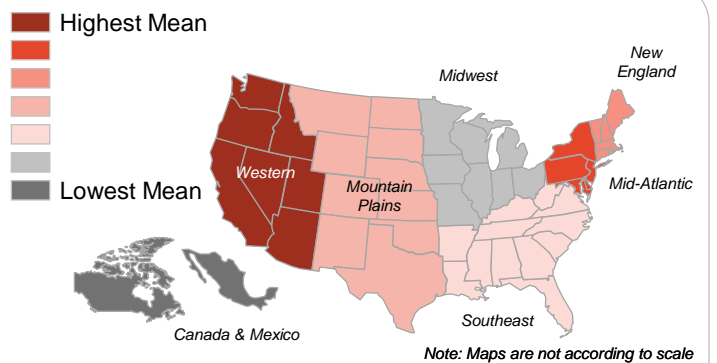 Highest Mean
Lowest Mean
Midwest
New
England
Western
Mountain
Plains
Mid-Atlantic
Southeast
Canada & Mexico
Note: Maps are not according to scale